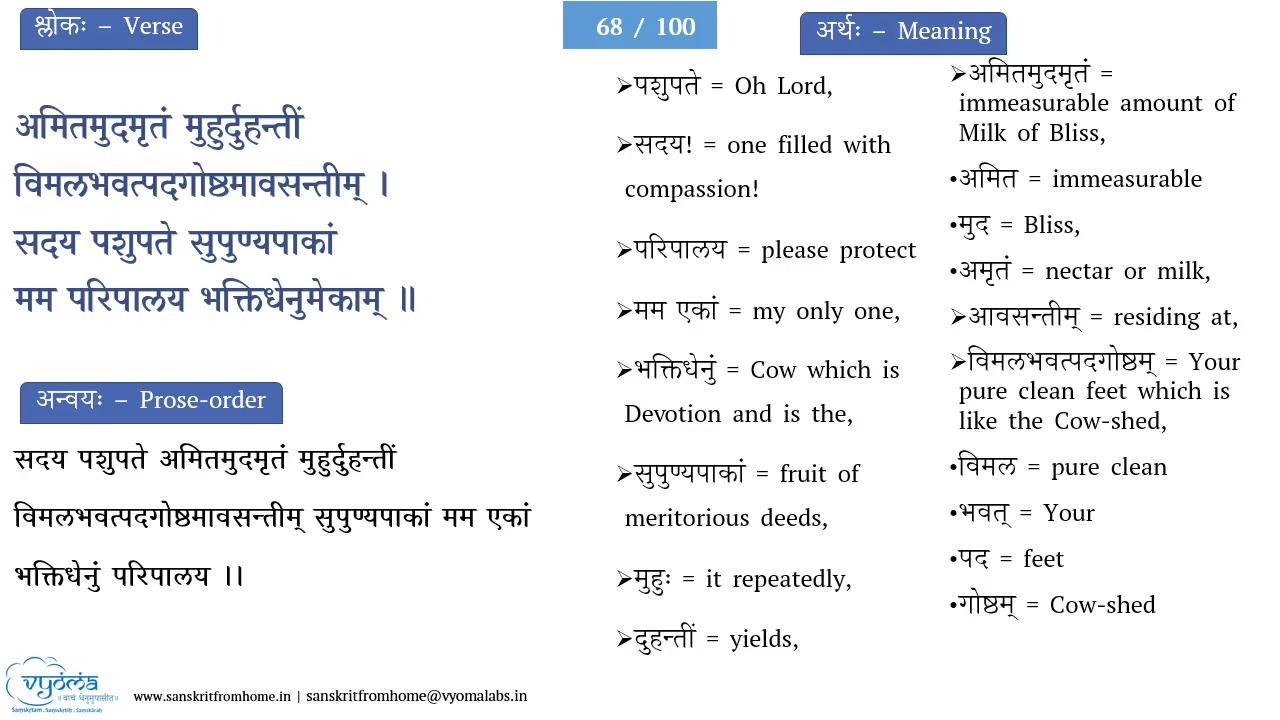 श्लोकः – Verse
अमितमुदमृतं मुहुर्दुहन्तीं
विमलभवत्पदगोष्ठमावसन्तीम् ।
सदय पशुपते सुपुण्यपाकां
मम परिपालय भक्तिधेनुमेकाम् ॥
अन्वयः – Prose-order
सदय पशुपते अमितमुदमृतं मुहुर्दुहन्तीं
विमलभवत्पदगोष्ठमावसन्तीम् सुपुण्यपाकां मम एकां
भक्तिधेनुं परिपालय ।।
vyoma
॥ वाचं धेनुमुपासीत॥
Samskrtam . Samskrtih . Samskarah
www.sanskritfromhome.in | sanskritfromhome@vyomalabs.in
68 / 100
अर्थः – Meaning
➢पशुपते = Oh Lord,
➢सदय! = one filled with
compassion!
➢परिपालय = please protect
➢मम एकां = my only one,
➢भक्तिधेनुं = Cow which is
Devotion and is the,
➢सुपुण्यपाकां = fruit of
meritorious deeds,
➢मुहुः = it repeatedly,
➢दुहन्तीं = yields,
➢अमितमुदमृतं =
immeasurable amount of
Milk of Bliss,
•अमित = immeasurable
•मुद = Bliss,
•अमृतं = nectar or milk,
➢आवसन्तीम् = residing at,
➢विमलभवत्पदगोष्ठम् = Your
pure clean feet which is
like the Cow-shed,
•विमल = pure clean
•भवत् = Your
•पद = feet
•गोष्ठम् = Cow-shed